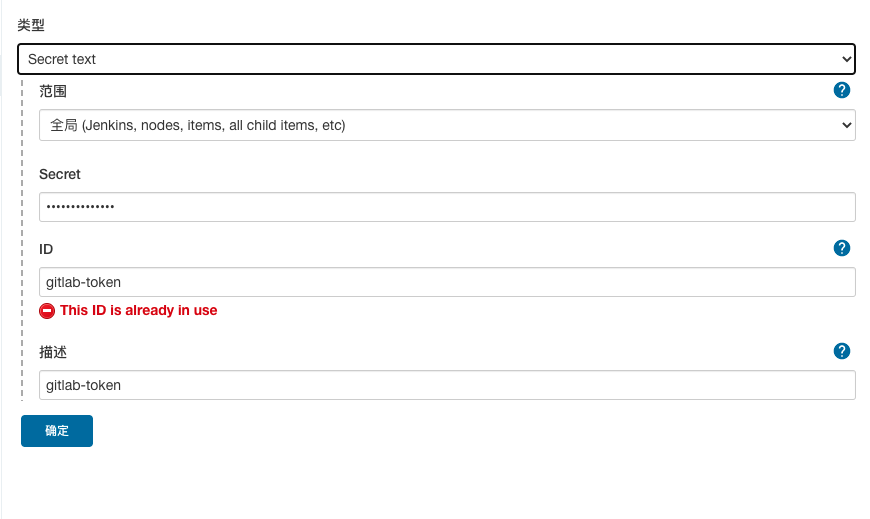 类型
Secret text
范围
?
全局 (Jenkins, nodes, items, all child items, etc)
Secret
••••••••••••••
ID
?
gitlab-token
This ID is already in use
描述
?
gitlab-token
确定